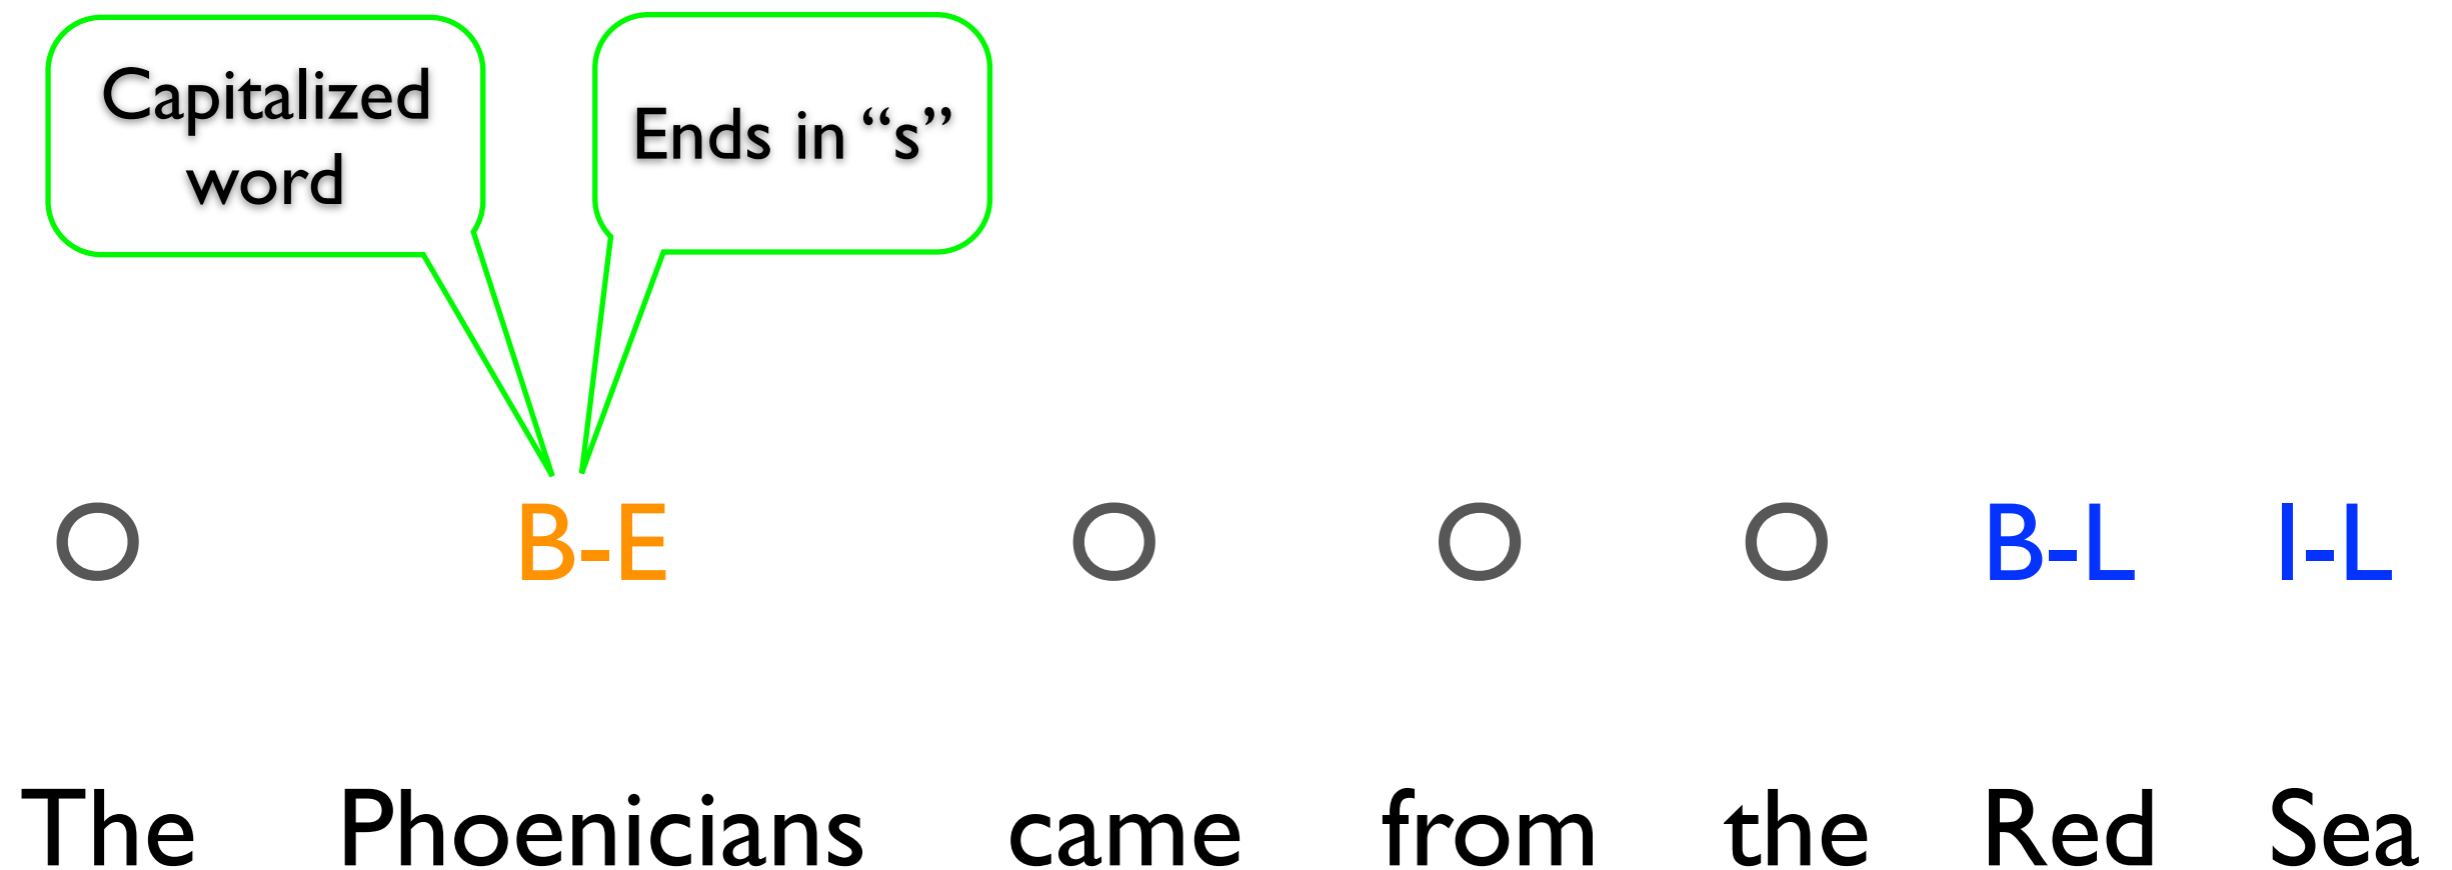 Capitalized
word
Ends in “s”
O B-E O O O B-L I-L
The Phoenicians came from the Red Sea